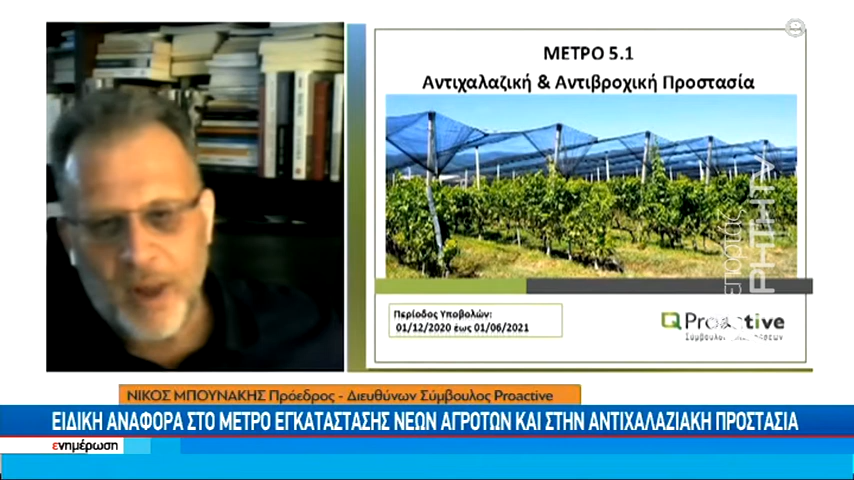 ΜΕΤΡΟ 5.1
Αντιχαλαζική & Αντιβροχική Προστασία
Περίοδος Υποβολών:
01/12/2020 έως 01/06/2021
Proactive
ΝΙΚΟΣ ΜΠΟΥΝΑΚΗΣ Πρόεδρος - Διευθύνων Σύμβουλος Proactive
ΕΙΔΙΚΗ ΑΝΑΦΟΡΑ ΣΤΟ ΜΕΤΡΟ ΕΓΚΑΤΑΣΤΑΣΗΣ ΝΕΩΝ ΑΓΡΟΤΩΝ ΚΑΙ ΣΤΗΝ ΑΝΤΙΧΑΛΑΖΙΑΚΗ ΠΡΟΣΤΑΣΙΑ
ενημέρωση